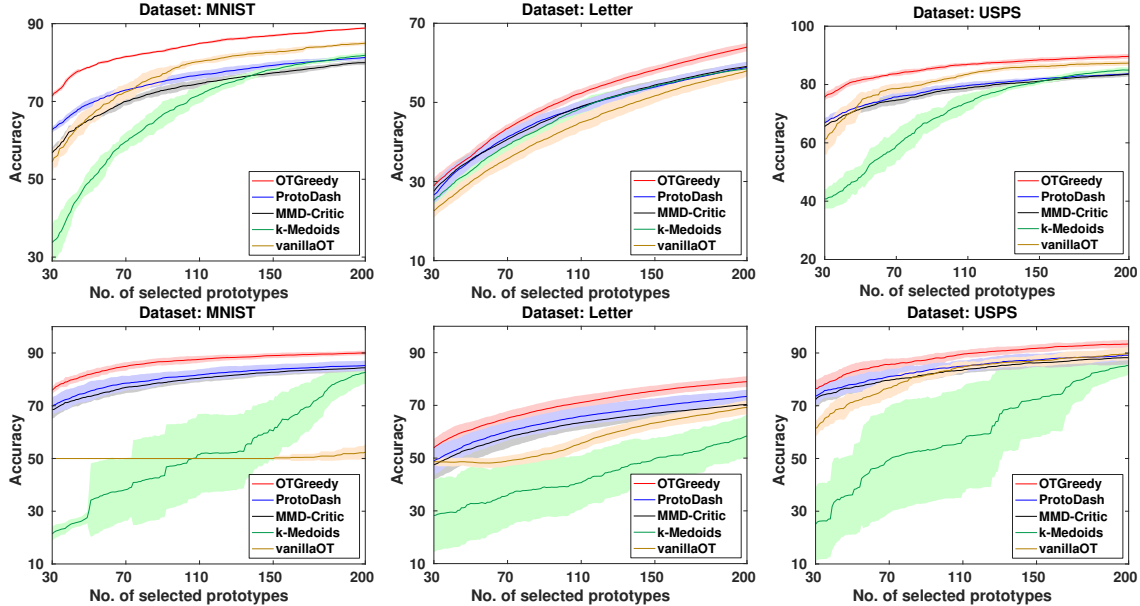 Dataset: MNIST
90
70
50
30
Accuracy
OTGreedy
ProtoDash
MMD-Critic
k-Medoids
vanillaOT
30 70 110 150 200
No. of selected prototypes
Dataset: Letter
70
50
30
10
Accuracy
OTGreedy
ProtoDash
MMD-Critic
k-Medoids
vanillaOT
30 70 110 150 200
No. of selected prototypes
Dataset: USPS
100
80
60
40
20
Accuracy
OTGreedy
ProtoDash
MMD-Critic
k-Medoids
vanillaOT
30 70 110 150 200
No. of selected prototypes
Dataset: MNIST
90
70
50
30
10
Accuracy
OTGreedy
ProtoDash
MMD-Critic
k-Medoids
vanillaOT
30 70 110 150 200
No. of selected prototypes
Dataset: Letter
90
70
50
30
10
Accuracy
OTGreedy
ProtoDash
MMD-Critic
k-Medoids
vanillaOT
30 70 110 150 200
No. of selected prototypes
Dataset: USPS
90
70
50
30
10
Accuracy
OTGreedy
ProtoDash
MMD-Critic
k-Medoids
vanillaOT
30 70 110 150 200
No. of selected prototypes